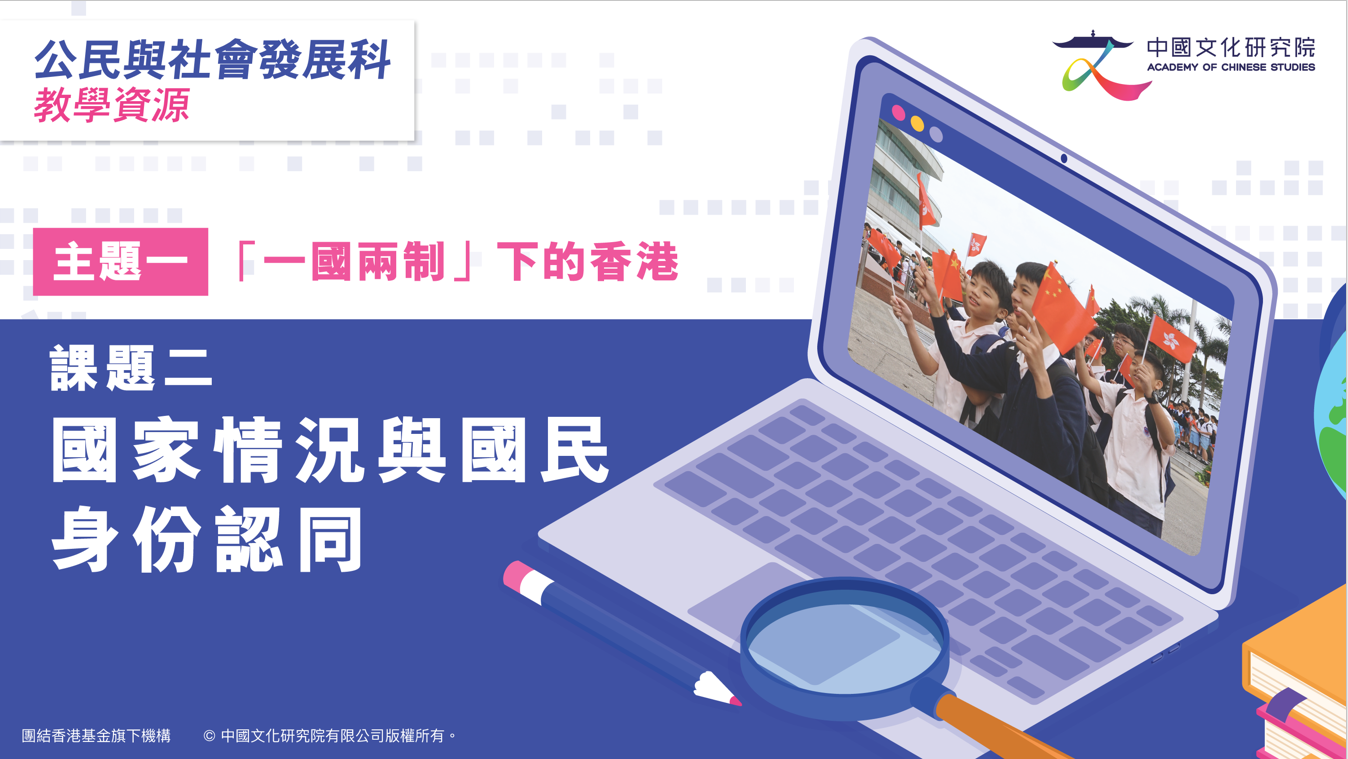 公民與社會發展科
教學資源
中國文化研究院
ACADEMY OF CHINESE STUDIES
主題一
「一國兩制」下的香港
課題二
國家情況與國民
身份認同
團結香港基金旗下機構
© 中國文化研究院有限公司版權所有。